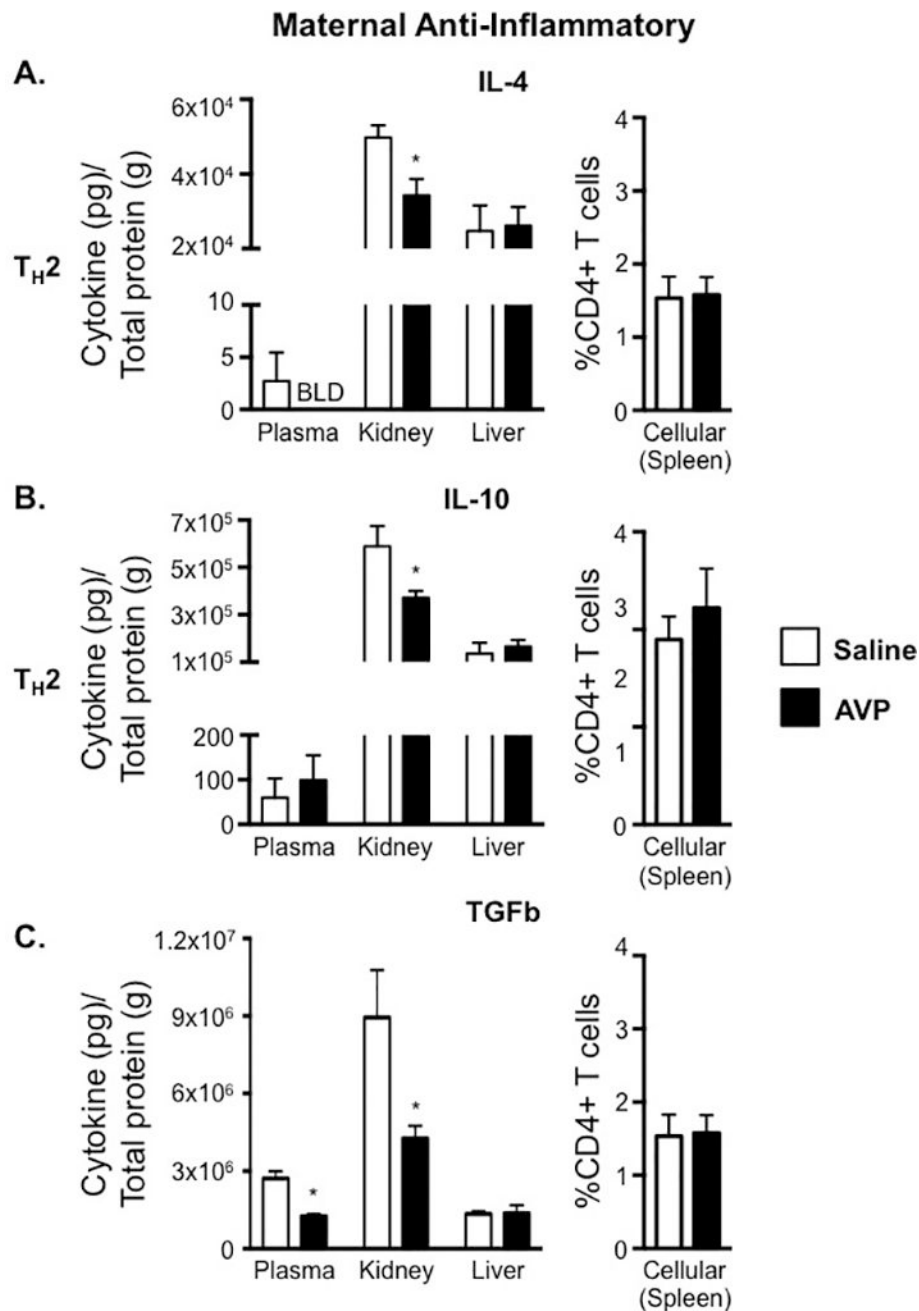 Maternal Anti-Inflammatory
A.
IL-4
T_H2
Cytokine (pg)/
Total protein (g)
6x10⁴
4x10⁴
2x10⁴
10
5
0
*
BLD
Plasma Kidney Liver
%CD4+ T cells
4
3
2
1
0
Cellular
(Spleen)
B.
IL-10
T_H2
Cytokine (pg)/
Total protein (g)
7x10⁵
5x10⁵
3x10⁵
1x10⁵
200
100
0
*
Plasma Kidney Liver
%CD4+ T cells
4
3
2
1
0
Cellular
(Spleen)
Saline
AVP
C.
TGFb
Cytokine (pg)/
Total protein (g)
1.2x10⁷
9x10⁶
6x10⁶
3x10⁶
0
*
*
Plasma Kidney Liver
%CD4+ T cells
4
3
2
1
0
Cellular
(Spleen)